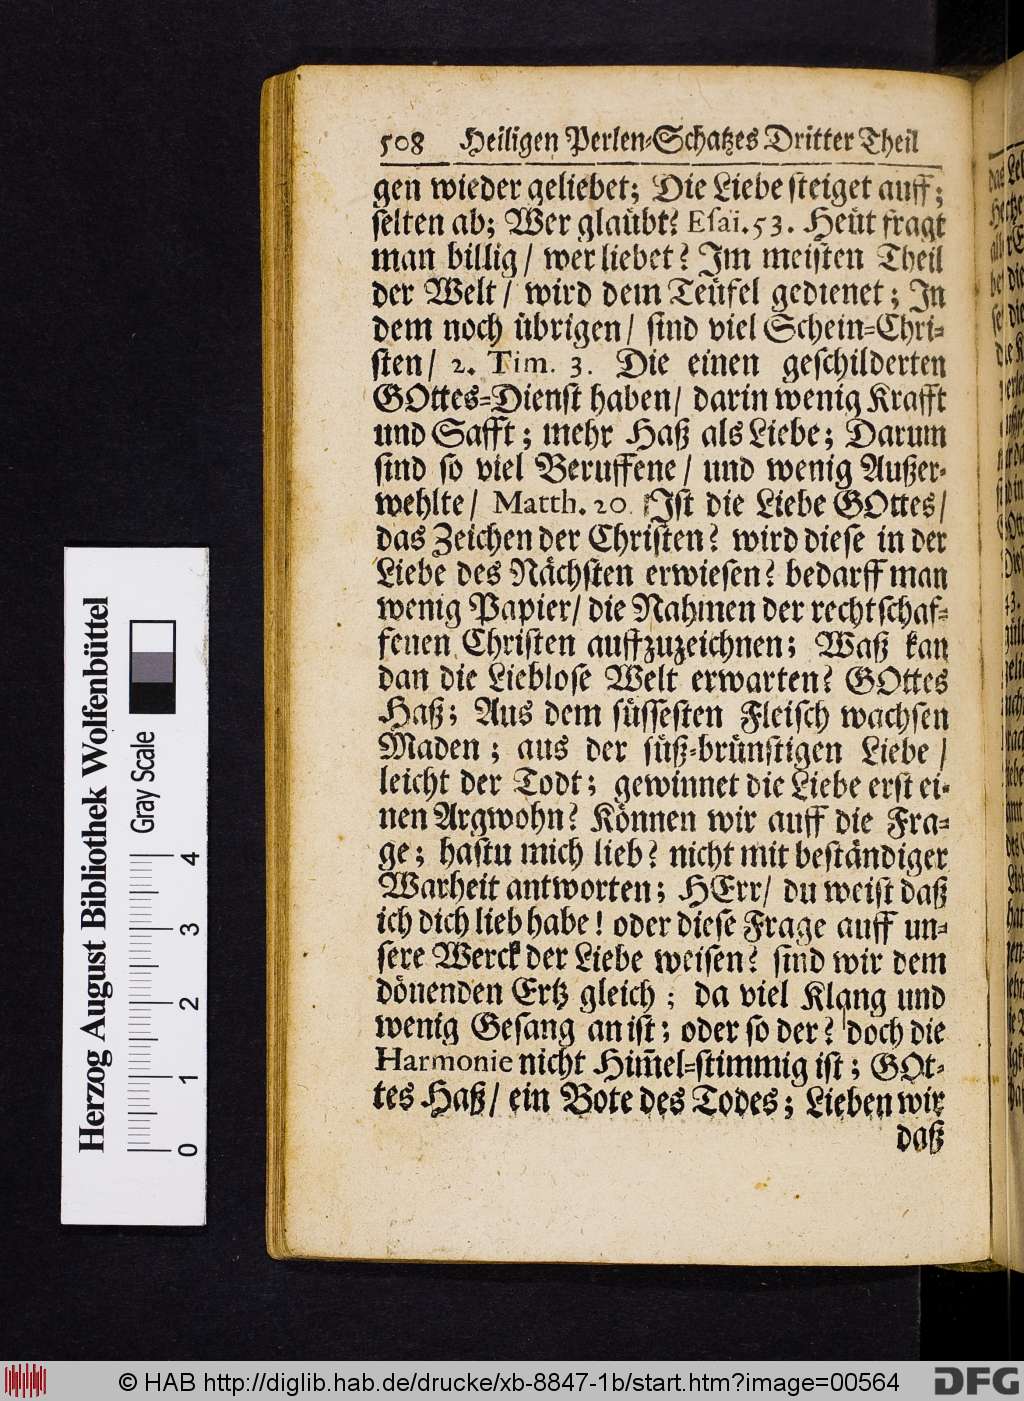 508 Heiligen Perlen-Schatzes Dritter Theil
gen wieder geliebet; Die Liebe steiget auff;
selten ab; Wer glaubt? Esai. 53. Heüt fragt
man billig / wer liebet? Im meisten Theil
der Welt / wird dem Teüfel gedienet; In
dem noch übrigen / sind viel Schein-Chri-
sten / 2. Tim. 3. Die einen geschilderten
GOttes-Dienst haben / darin wenig Krafft
und Safft; mehr Haß als Liebe; Darum
sind so viel Beruffene / und wenig Außer-
wehlte / Matth. 20. Ist die Liebe GOttes /
das Zeichen der Christen? wird diese in der
Liebe des Nächsten erwiesen? bedarff man
wenig Papier / die Nahmen der rechtschaf-
fenen Christen auffzuzeichnen; Waß kan
dan die Lieblose Welt erwarten? GOttes
Haß; Aus dem süssesten Fleisch wachsen
Maden; aus der süß-brünstigen Liebe /
leicht der Todt; gewinnet die Liebe erst ei-
nen Argwohn? Können wir auff die Fra-
ge; hastu mich lieb? nicht mit beständiger
Warheit antworten; HErr / du weist daß
ich dich lieb habe! oder diese Frage auff un-
sere Werck der Liebe weisen? sind wir dem
dönenden Ertz gleich; da viel Klang und
wenig Gesang an ist; oder so der? doch die
Harmonie nicht Him̄el-stimmig ist; GOt-
tes Haß / ein Bote des Todes; Lieben wir
daß
Herzog August Bibliothek Wolfenbüttel
Gray Scale
0 1 2 3 4
© HAB http://diglib.hab.de/drucke/xb-8847-1b/start.htm?image=00564
DFG